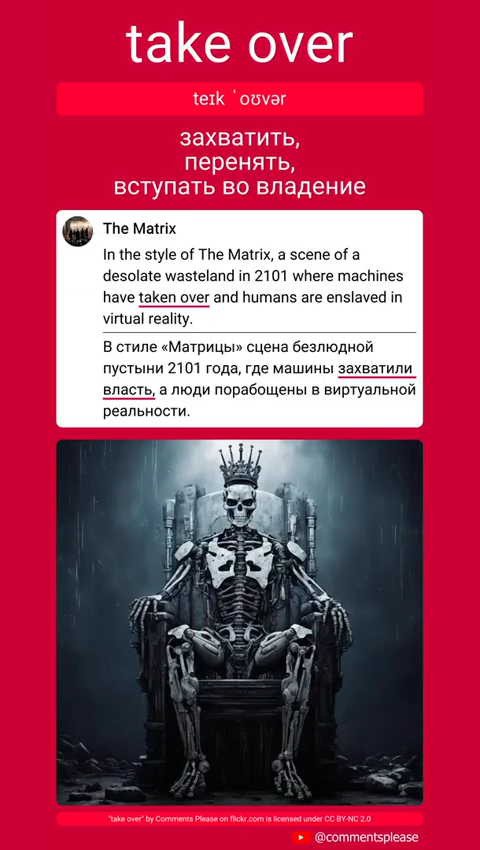 take over
teɪk ˈoʊvər
захватить,
перенять,
вступать во владение
The Matrix
In the style of The Matrix, a scene of a
desolate wasteland in 2101 where machines
have taken over and humans are enslaved in
virtual reality.
В стиле «Матрицы» сцена безлюдной
пустыни 2101 года, где машины захватили
власть, а люди порабощены в виртуальной
реальности.
"take over" by Comments Please on flickr.com is licensed under CC BY-NC 2.0
@commentsplease